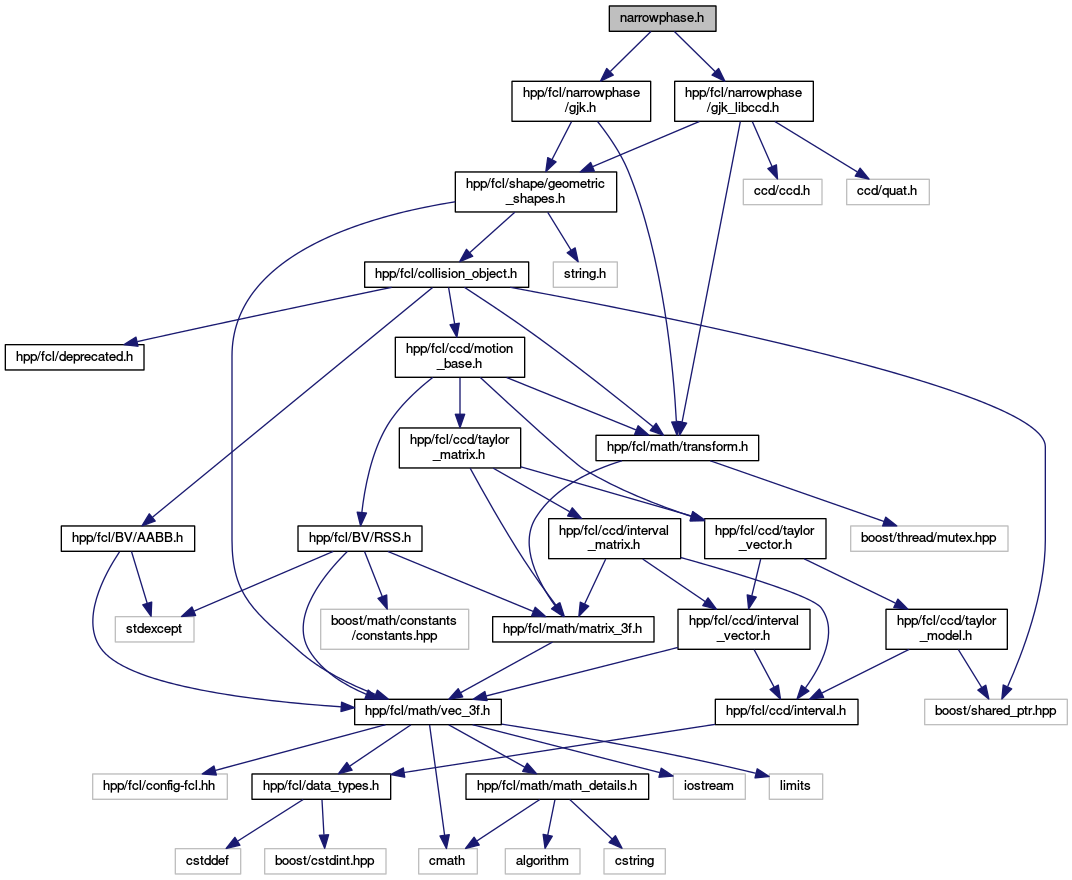 narrowphase.h
hpp/fcl/narrowphase
/gjk.h
hpp/fcl/narrowphase
/gjk_libccd.h
hpp/fcl/shape/geometric
_shapes.h
ccd/ccd.h
ccd/quat.h
hpp/fcl/collision_object.h
string.h
hpp/fcl/deprecated.h
hpp/fcl/ccd/motion
_base.h
hpp/fcl/ccd/taylor
_matrix.h
hpp/fcl/math/transform.h
hpp/fcl/BV/AABB.h
hpp/fcl/BV/RSS.h
hpp/fcl/ccd/interval
_matrix.h
hpp/fcl/ccd/taylor
_vector.h
boost/thread/mutex.hpp
stdexcept
boost/math/constants
/constants.hpp
hpp/fcl/math/matrix_3f.h
hpp/fcl/ccd/interval
_vector.h
hpp/fcl/ccd/taylor
_model.h
hpp/fcl/math/vec_3f.h
hpp/fcl/ccd/interval.h
boost/shared_ptr.hpp
hpp/fcl/config-fcl.hh
hpp/fcl/data_types.h
hpp/fcl/math/math_details.h
iostream
limits
cstddef
boost/cstdint.hpp
cmath
algorithm
cstring